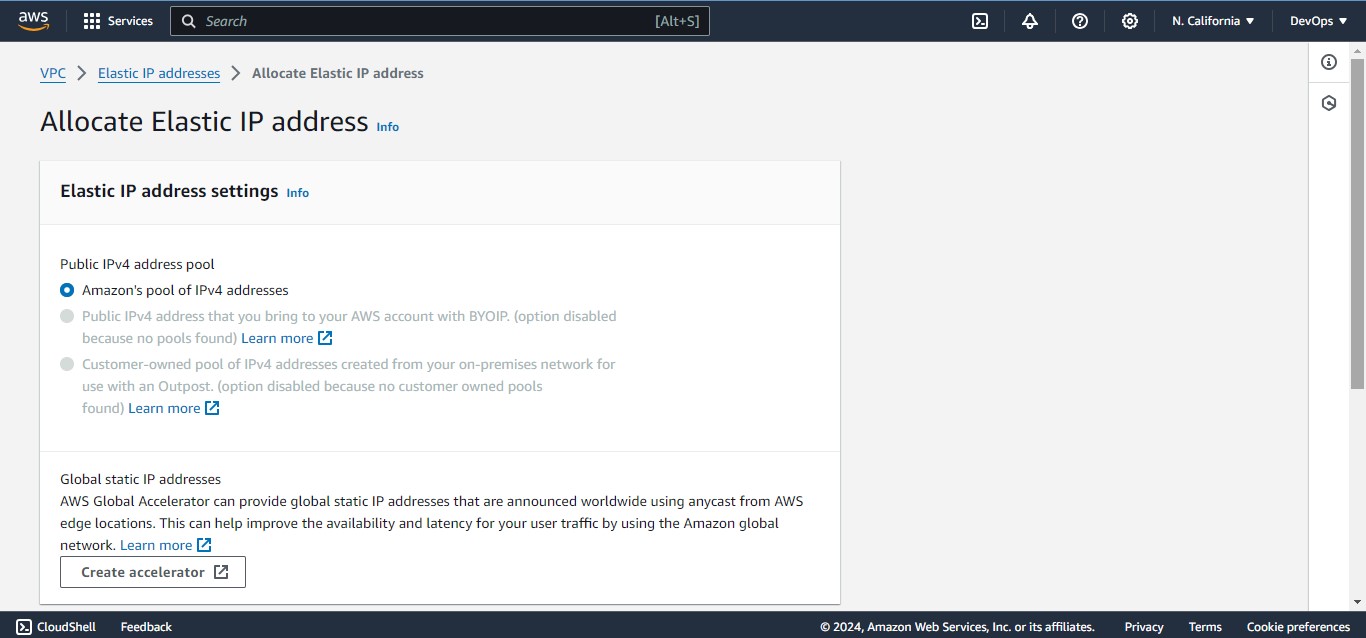 aws
Services
Search
[Alt+S]
N. California
DevOps
VPC
Elastic IP addresses
Allocate Elastic IP address
Allocate Elastic IP address Info
Elastic IP address settings Info
Public IPv4 address pool
Amazon's pool of IPv4 addresses
Public IPv4 address that you bring to your AWS account with BYOIP. (option disabled
because no pools found) Learn more
Customer-owned pool of IPv4 addresses created from your on-premises network for
use with an Outpost. (option disabled because no customer owned pools
found) Learn more
Global static IP addresses
AWS Global Accelerator can provide global static IP addresses that are announced worldwide using anycast from AWS
edge locations. This can help improve the availability and latency for your user traffic by using the Amazon global
network. Learn more
Create accelerator
CloudShell
Feedback
© 2024, Amazon Web Services, Inc. or its affiliates.
Privacy
Terms
Cookie preferences